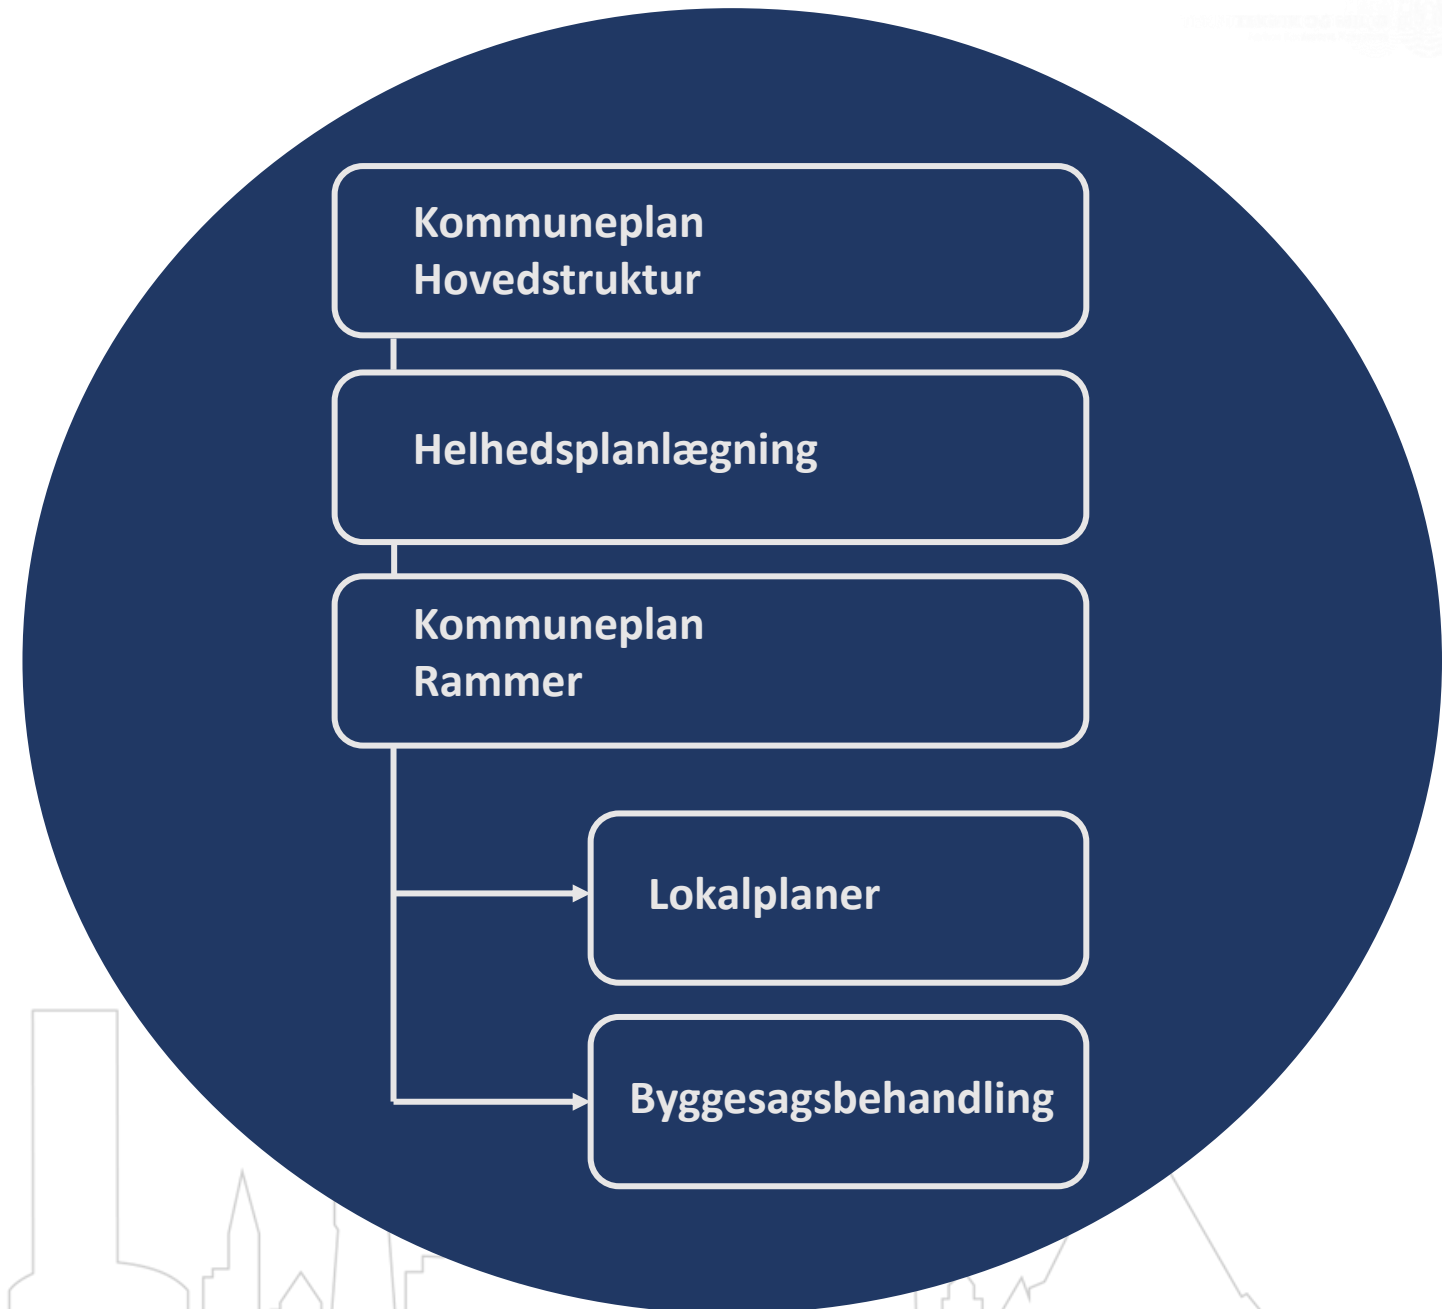 Kommuneplan
Hovedstruktur
Helhedsplanlægning
Kommuneplan
Rammer
Lokalplaner
Byggesagsbehandling